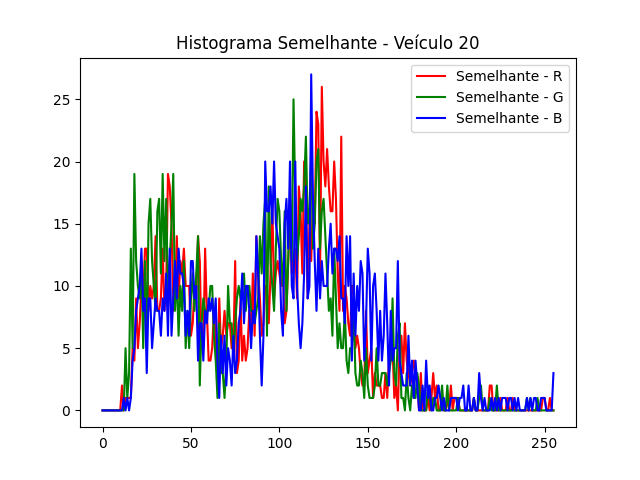 Histograma Semelhante - Veículo 20
Semelhante - R
Semelhante - G
Semelhante - B
25
20
15
10
5
0
0 50 100 150 200 250